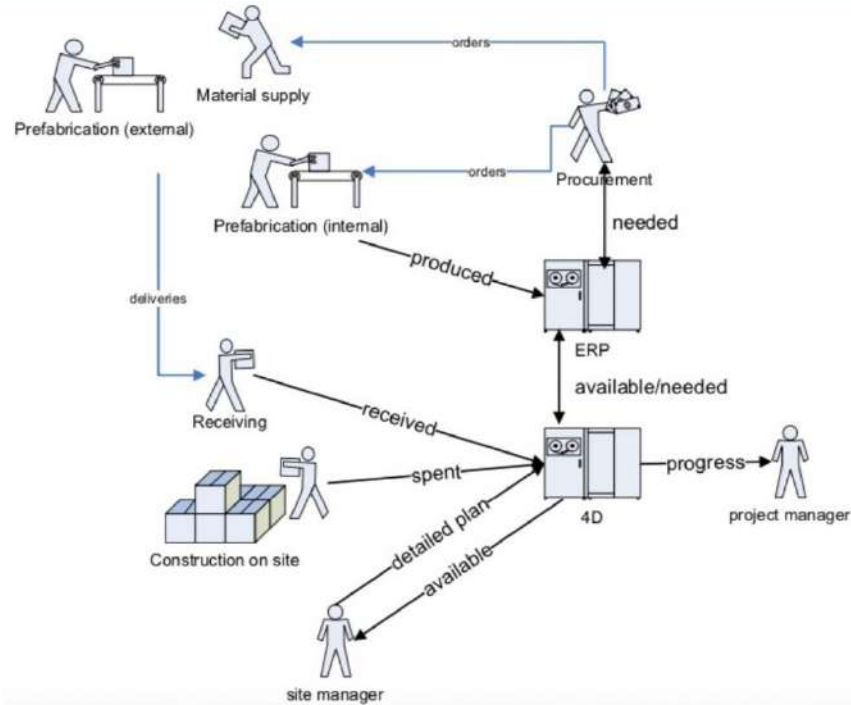 orders
Material supply
Prefabrication (external)
orders
Procurement
Prefabrication (internal)
needed
produced
deliveries
ERP
available/needed
Receiving
received
spent
progress
4D
project manager
Construction on site
detailed plan
available
site manager